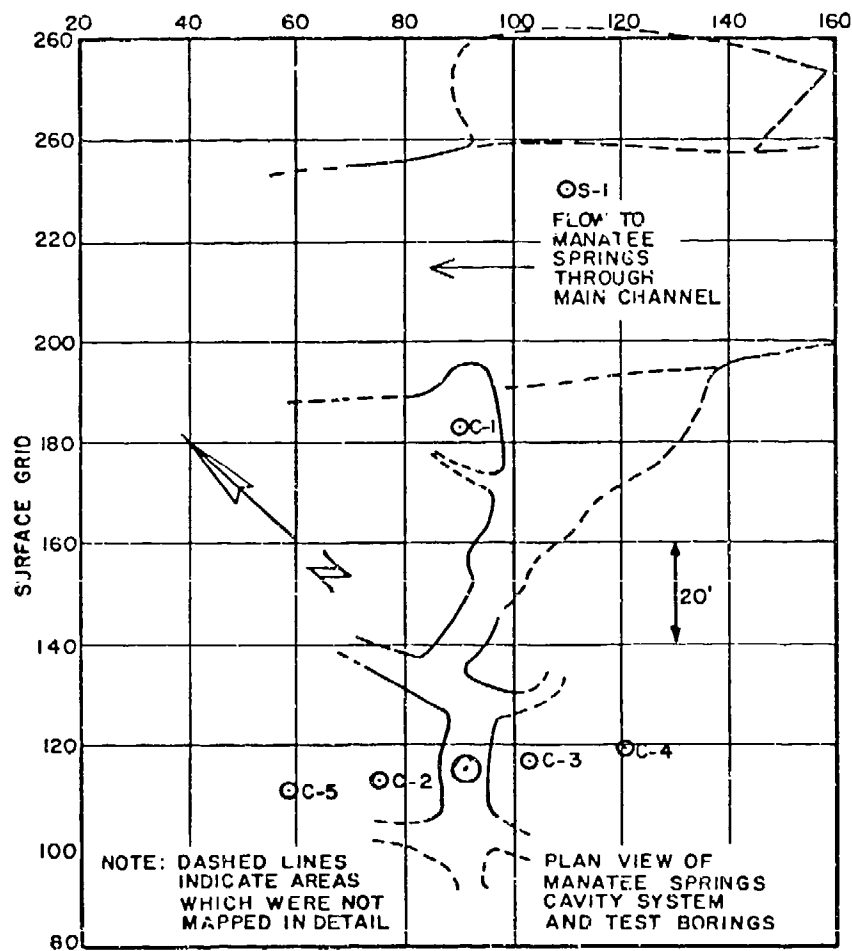 20 40 60 80 100 120 140 160
260
260
S-1
FLOW TO
MANATEE
SPRINGS
THROUGH
MAIN CHANNEL
220
200
C-1
180
SURFACE GRID
160
N
20'
140
120
C-5
C-2
C-3
C-4
100
NOTE: DASHED LINES
INDICATE AREAS
WHICH WERE NOT
MAPPED IN DETAIL
PLAN VIEW OF
MANATEE SPRINGS
CAVITY SYSTEM
AND TEST BORINGS
80